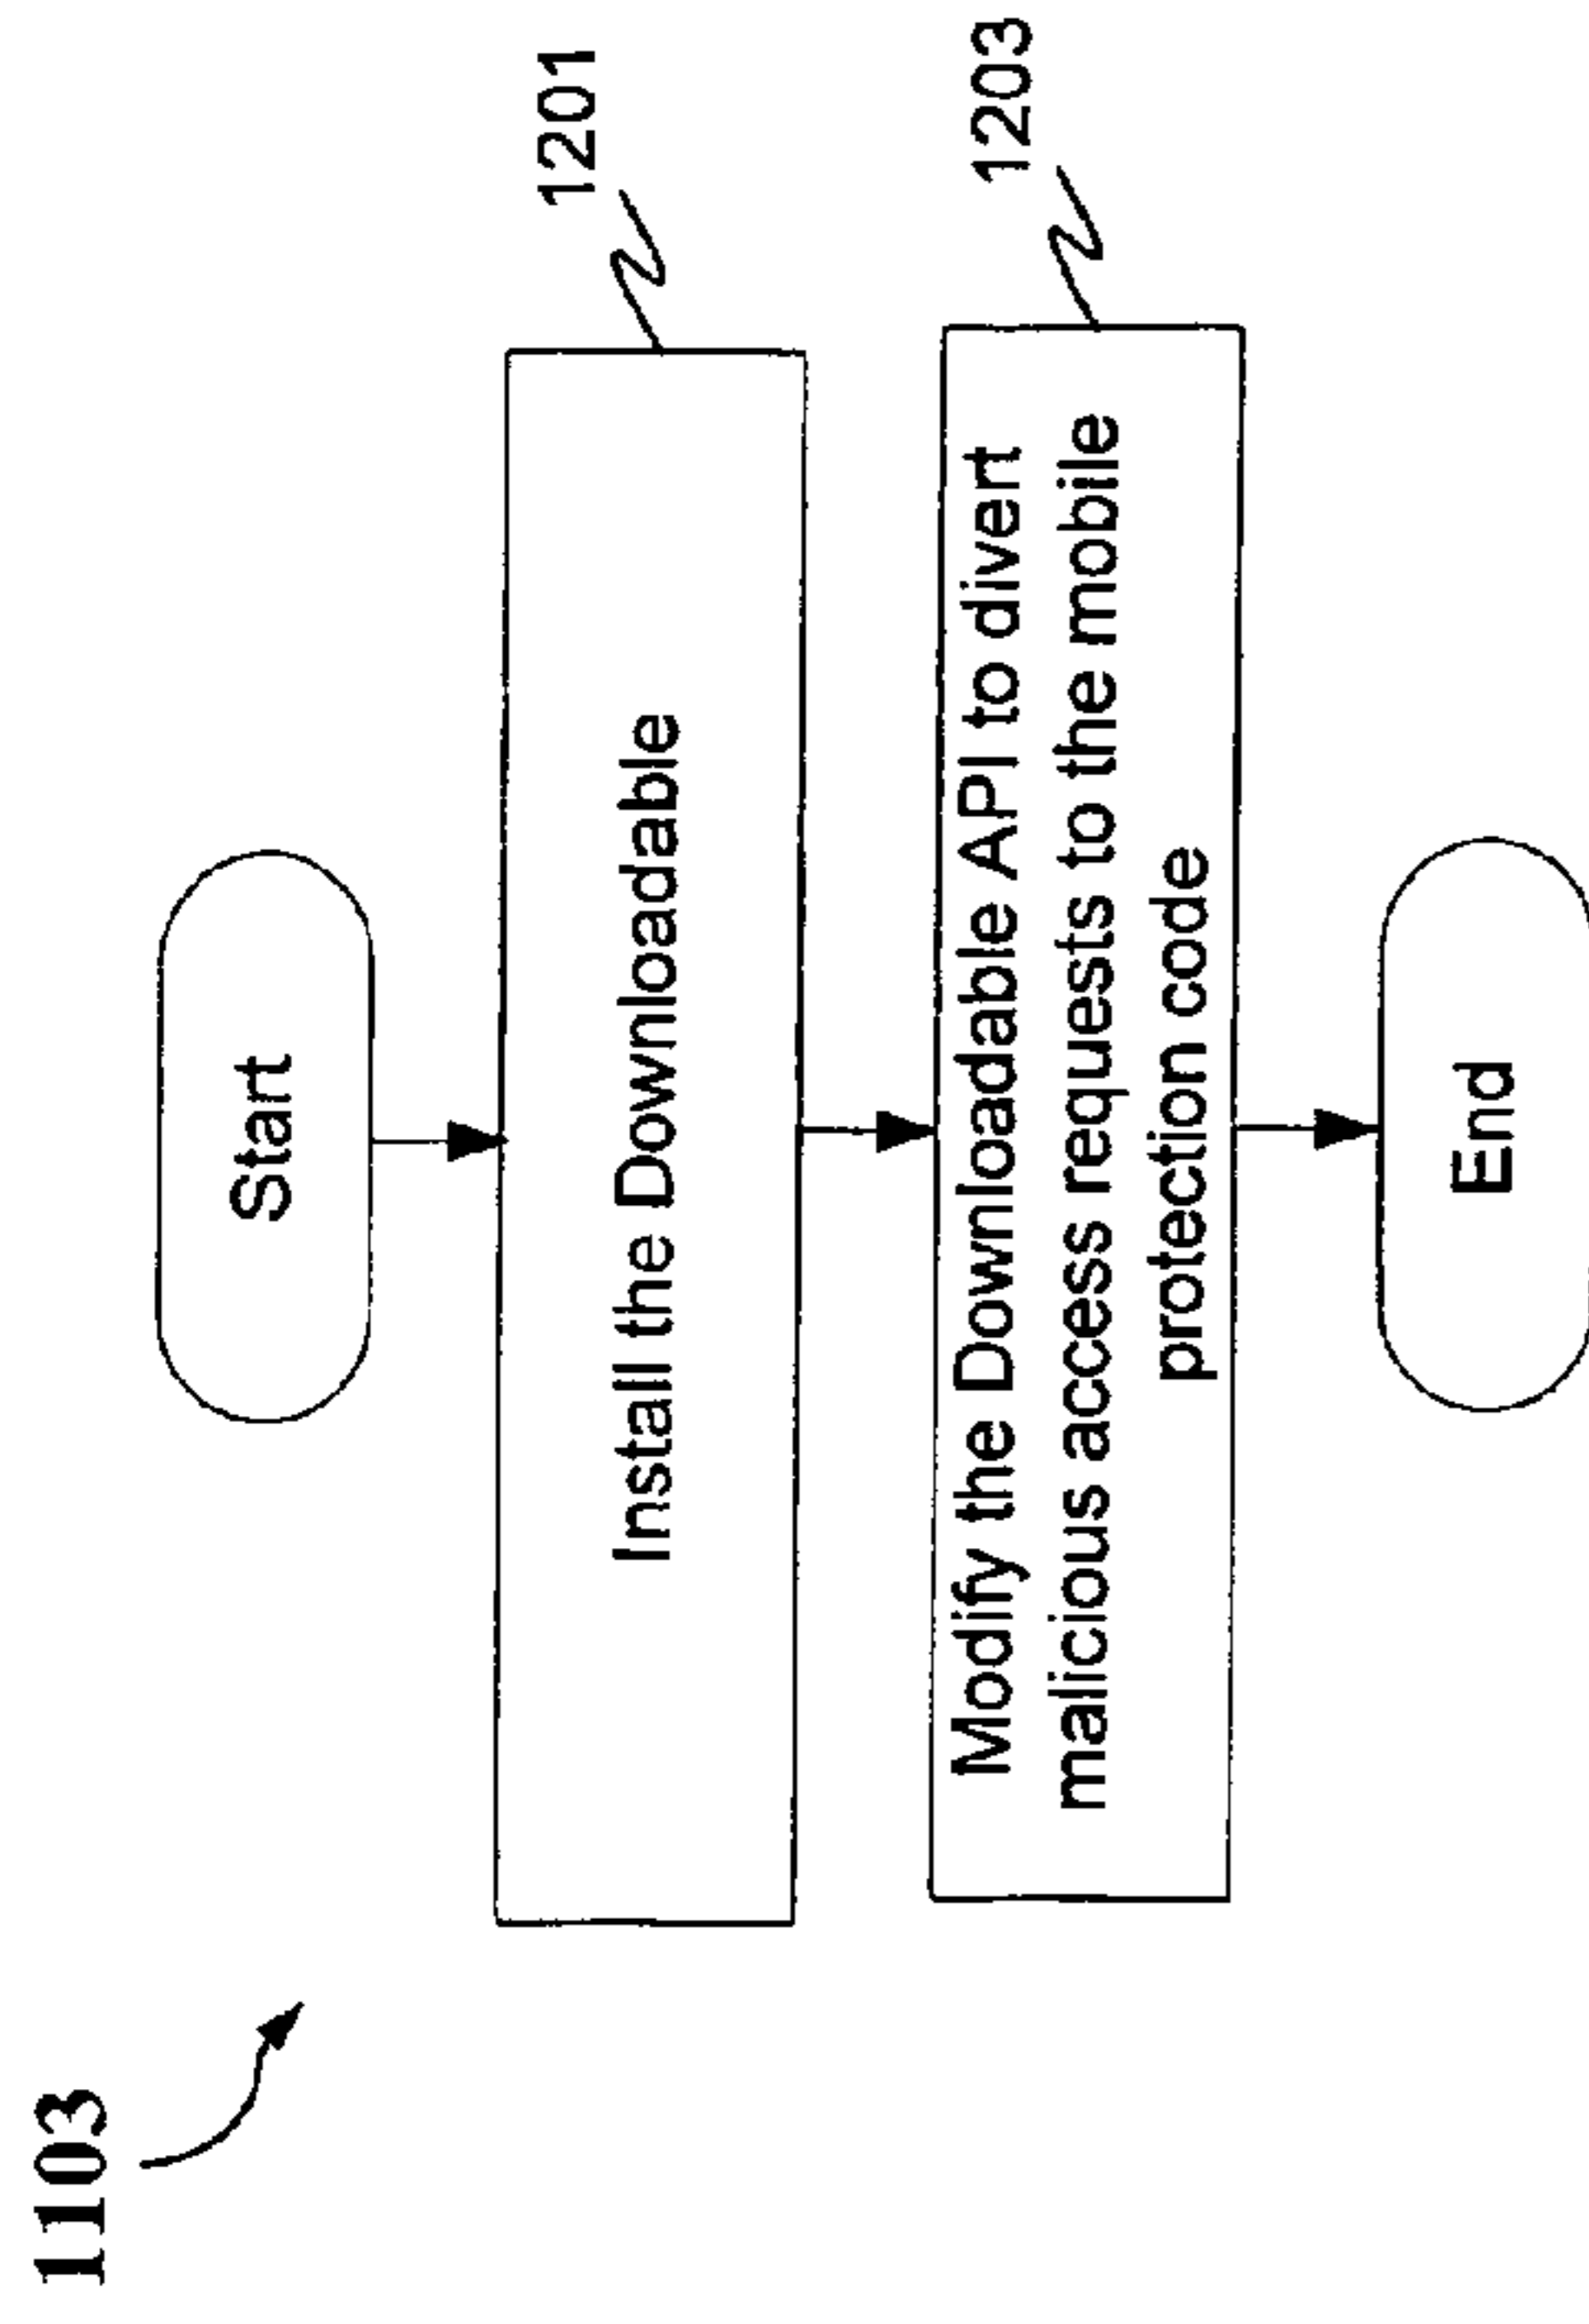 1103
Start
Install the Downloadable
1201
Modify the Downloadable API to divert
malicious access requests to the mobile
protection code
1203
End